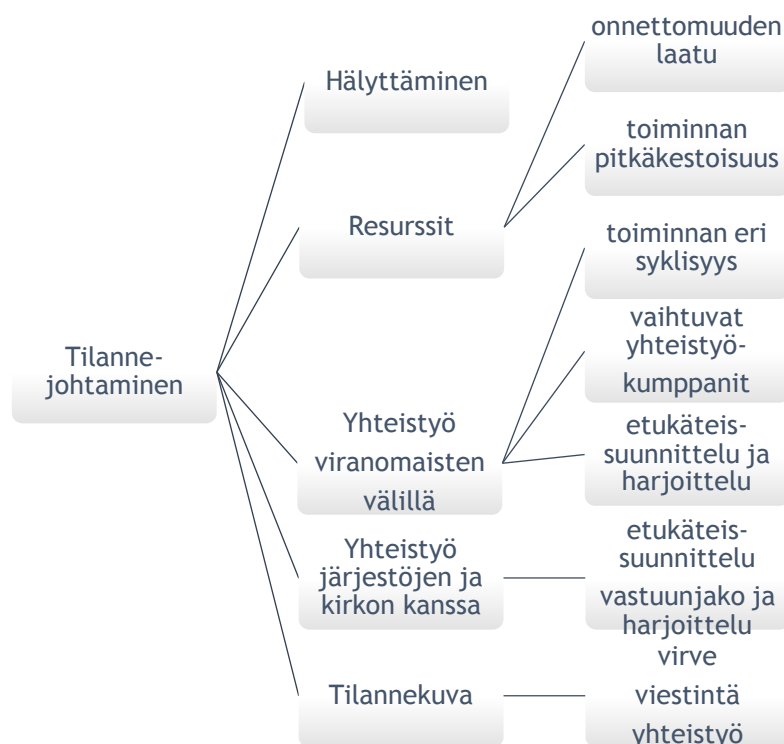 Tilanne-
johtaminen
Hälyttäminen
Resurssit
onnettomuuden
laatu
toiminnan
pitkäkestoisuus
Yhteistyö
viranomaisten
välillä
toiminnan eri
syklisyys
vaihtuvat
yhteistyö-
kumppanit
etukäteis-
suunnittelu ja
harjoittelu
Yhteistyö
järjestöjen ja
kirkon kanssa
etukäteis-
suunnittelu
vastuunjako ja
harjoittelu
Tilannekuva
virve
viestintä
yhteistyö